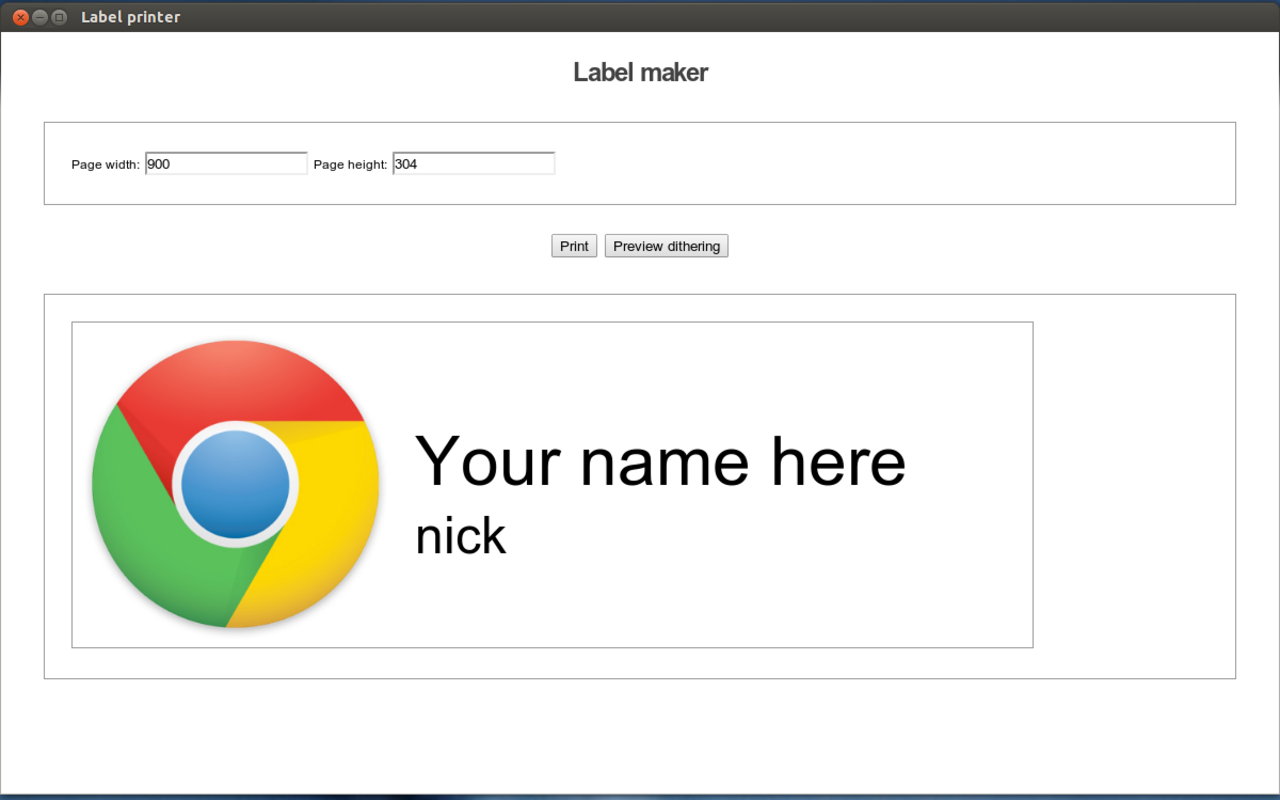 Label printer
Label maker
Page width: 900 Page height: 304
Print Preview dithering
Your name here
nick